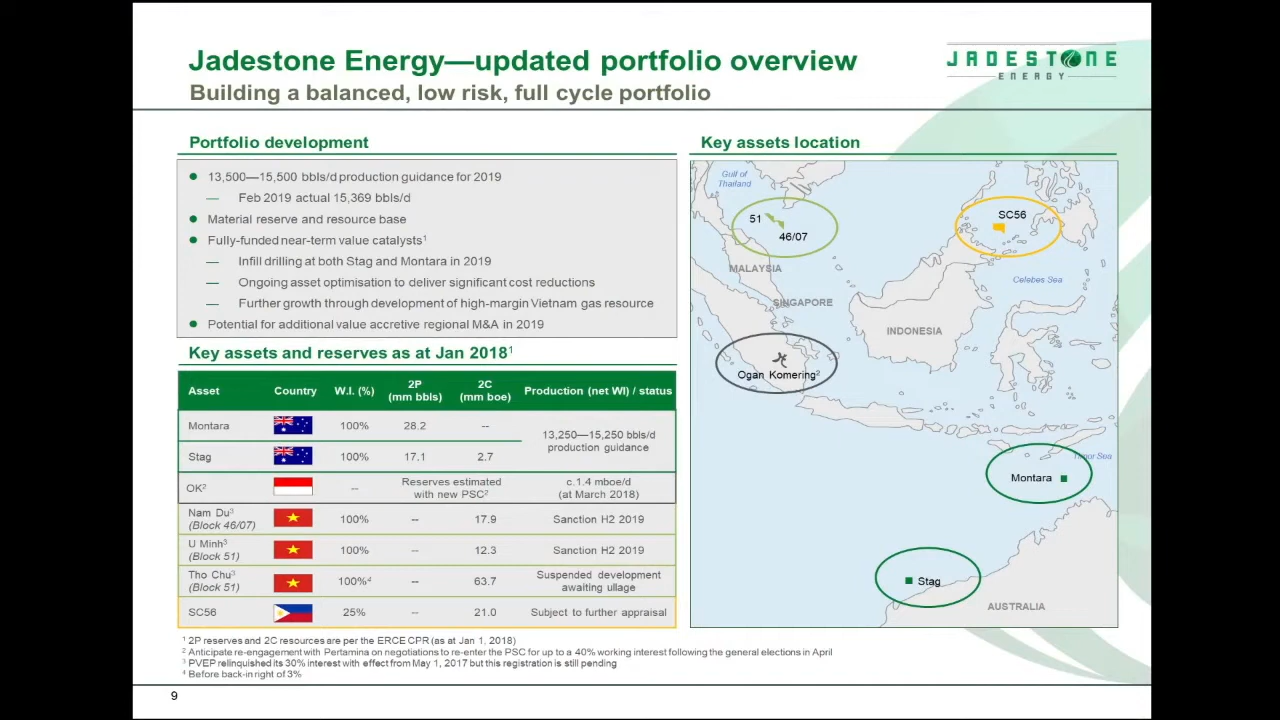 Jadestone Energy—updated portfolio overview
Building a balanced, low risk, full cycle portfolio
JADESTONE
ENERGY
Portfolio development
13,500—15,500 bbls/d production guidance for 2019
— Feb 2019 actual 15,369 bbls/d
Material reserve and resource base
Fully-funded near-term value catalysts¹
— Infill drilling at both Stag and Montara in 2019
— Ongoing asset optimisation to deliver significant cost reductions
— Further growth through development of high-margin Vietnam gas resource
Potential for additional value accretive regional M&A in 2019
Key assets and reserves as at Jan 2018¹
Asset Country W.I. (%) 2P (mm bbls) 2C (mm boe) Production (net WI) / status
Montara 100% 28.2 --
13,250—15,250 bbls/d
production guidance
Stag 100% 17.1 2.7
OK² -- Reserves estimated with new PSC² c.1.4 mboe/d (at March 2018)
Nam Du³ (Block 46/07) 100% -- 17.9 Sanction H2 2019
U Minh³ (Block 51) 100% -- 12.3 Sanction H2 2019
Tho Chu³ (Block 51) 100%⁴ -- 63.7 Suspended development awaiting ullage
SC56 25% -- 21.0 Subject to further appraisal
Key assets location
Gulf of
Thailand
51
46/07
SC56
MALAYSIA
Celebes Sea
SINGAPORE
INDONESIA
Ogan Komering²
Timor Sea
Montara
Stag
AUSTRALIA
¹ 2P reserves and 2C resources are per the ERCE CPR (as at Jan 1, 2018)
² Anticipate re-engagement with Pertamina on negotiations to re-enter the PSC for up to a 40% working interest following the general elections in April
³ PVEP relinquished its 30% interest with effect from May 1, 2017 but this registration is still pending
⁴ Before back-in right of 3%
9